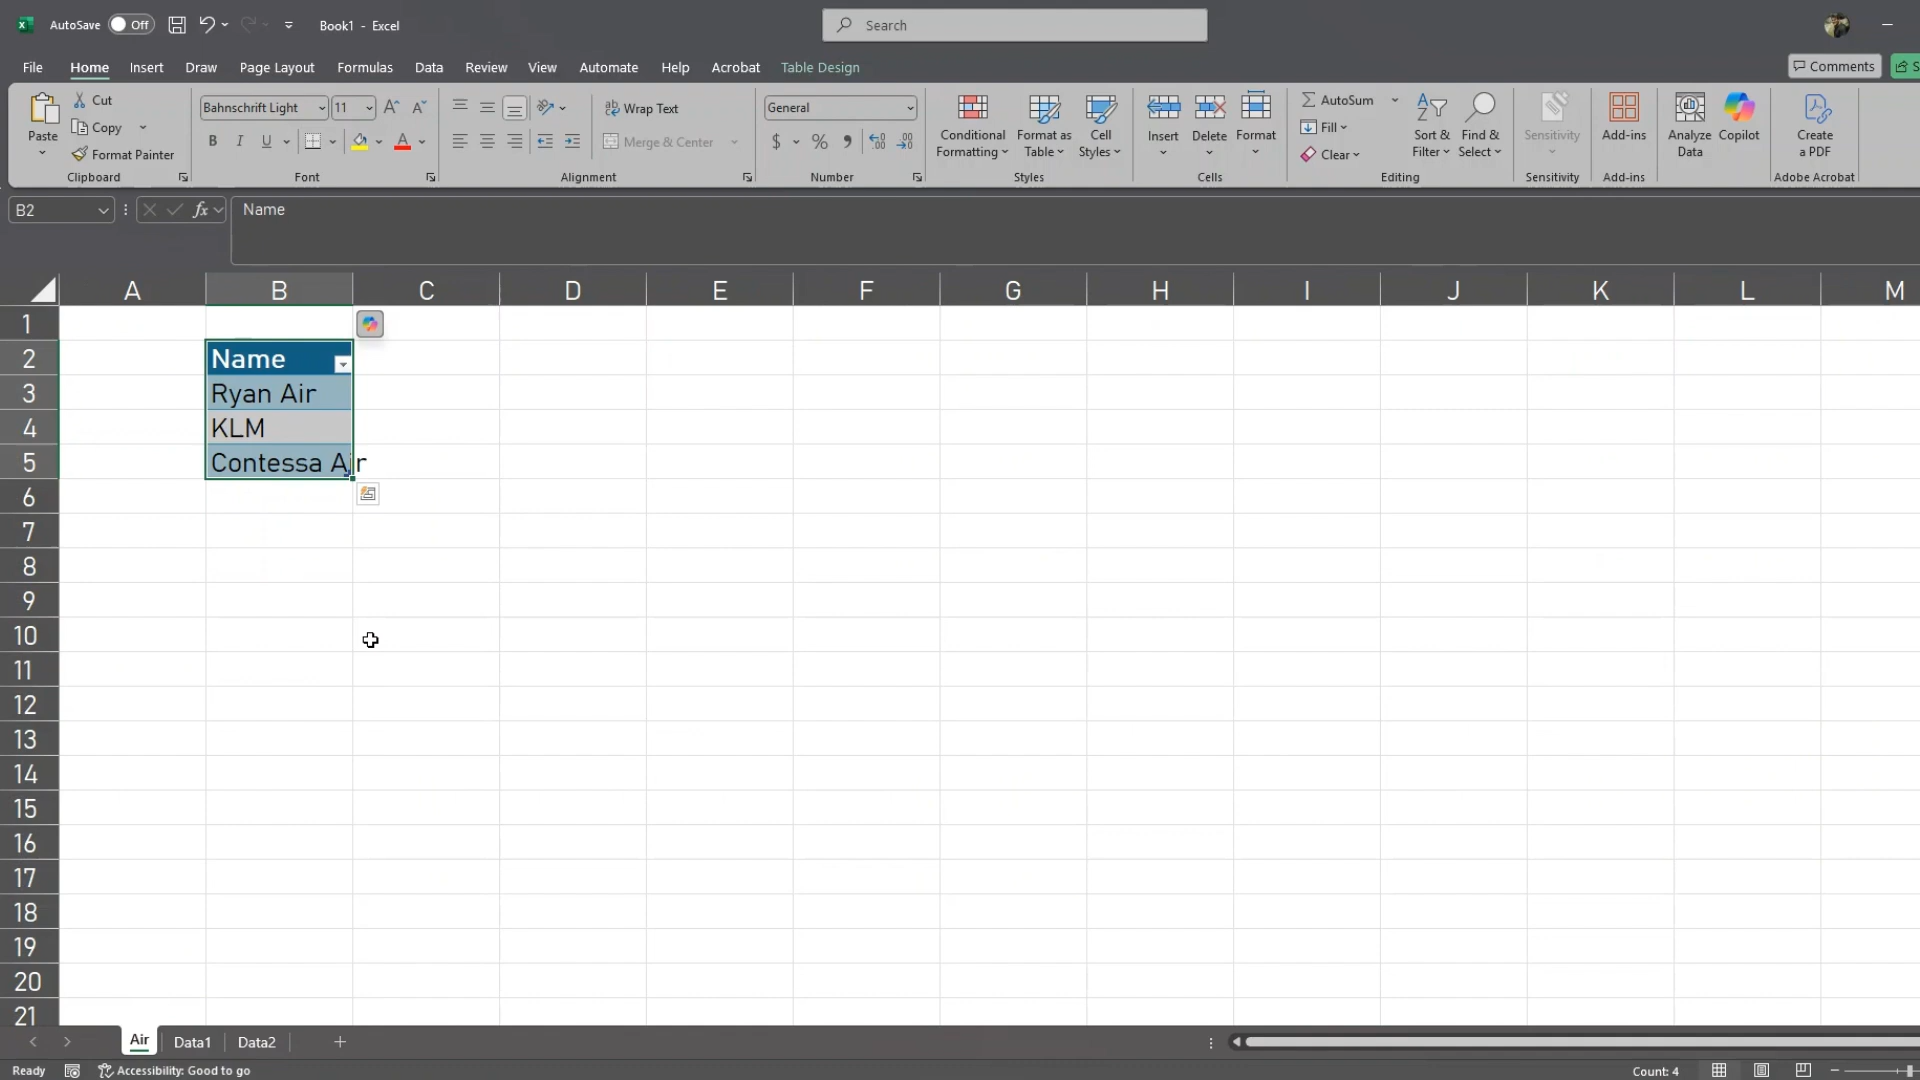 AutoSave Off Book1 - Excel Search
File Home Insert Draw Page Layout Formulas Data Review View Automate Help Acrobat Table Design Comments
Cut
Copy
Format Painter
Paste
Clipboard
Bahnschrift Light 11
B I U A
Font
Wrap Text
Merge & Center
Alignment
General
$ % ,
Number
Conditional Formatting
Format as Table
Cell Styles
Styles
Insert Delete Format
Cells
AutoSum
Fill
Clear
Sort & Filter
Find & Select
Editing
Sensitivity
Sensitivity
Add-ins
Add-ins
Analyze Data
Copilot
Create a PDF
Adobe Acrobat
B2 fx Name
A B C D E F G H I J K L M
1
2 Name
3 Ryan Air
4 KLM
5 Contessa Air
6
7
8
9
10
11
12
13
14
15
16
17
18
19
20
21
Air Data1 Data2
Ready Accessibility: Good to go Count: 4